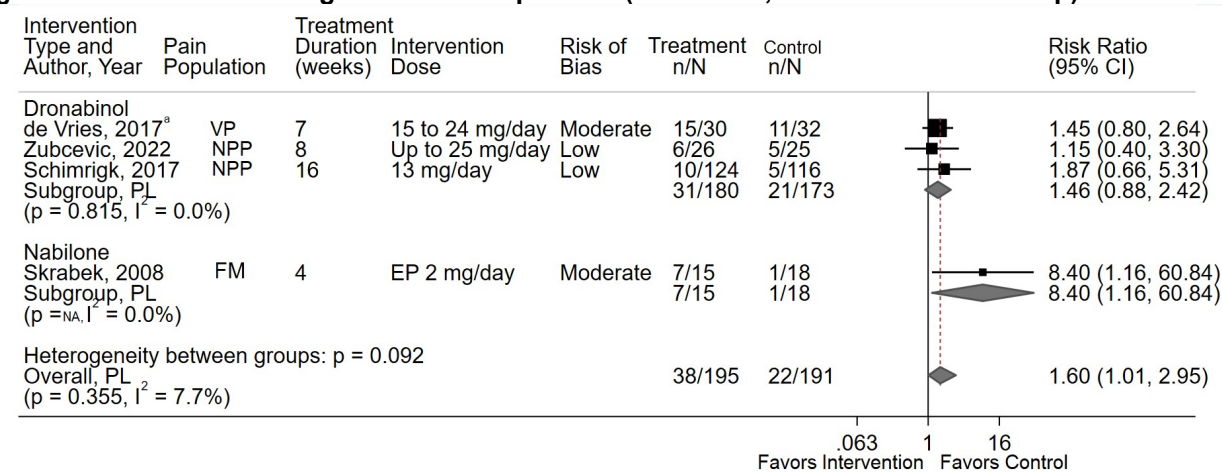 Intervention Type and Author, Year Pain Population Treatment Duration (weeks) Intervention Dose Risk of Bias Treatment n/N Control n/N Risk Ratio (95% CI)
Dronabinol
de Vries, 2017a VP 7 15 to 24 mg/day Moderate 15/30 11/32 1.45 (0.80, 2.64)
Zubcevic, 2022 NPP 8 Up to 25 mg/day Low 6/26 5/25 1.15 (0.40, 3.30)
Schimrigk, 2017 NPP 16 13 mg/day Low 10/124 5/116 1.87 (0.66, 5.31)
Subgroup, PL 31/180 21/173 1.46 (0.88, 2.42)
(p = 0.815, I2 = 0.0%)
Nabilone
Skrabek, 2008 FM 4 EP 2 mg/day Moderate 7/15 1/18 8.40 (1.16, 60.84)
Subgroup, PL 7/15 1/18 8.40 (1.16, 60.84)
(p =NA, I2 = 0.0%)
Heterogeneity between groups: p = 0.092
Overall, PL 38/195 22/191 1.60 (1.01, 2.95)
(p = 0.355, I2 = 7.7%)
.063 1 16
Favors Intervention Favors Control